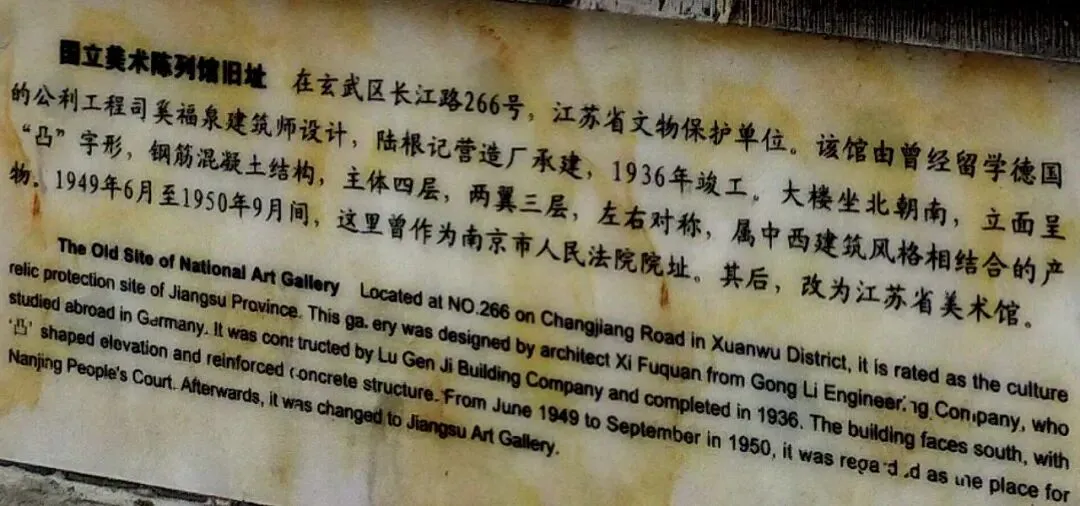 国立美术陈列馆旧址 在玄武区长江路266号，江苏省文物保护单位。该馆由曾经留学德国
的公利工程司奚福泉建筑师设计，陆根记营造厂承建，1936年竣工。大楼坐北朝南，立面呈
“凸”字形，钢筋混凝土结构，主体四层，两翼三层，左右对称，属中西建筑风格相结合的产
物。1949年6月至1950年9月间，这里曾作为南京市人民法院院址。其后，改为江苏省美术馆。
The Old Site of National Art Gallery Located at NO.266 on Changjiang Road in Xuanwu District, it is rated as the culture
relic protection site of Jiangsu Province. This gallery was designed by architect Xi Fuquan from Gong Li Engineering Company, who
studied abroad in Germany. It was constructed by Lu Gen Ji Building Company and completed in 1936. The building faces south, with
'凸' shaped elevation and reinforced concrete structure. From June 1949 to September in 1950, it was regarded as the place for
Nanjing People's Court. Afterwards, it was changed to Jiangsu Art Gallery.